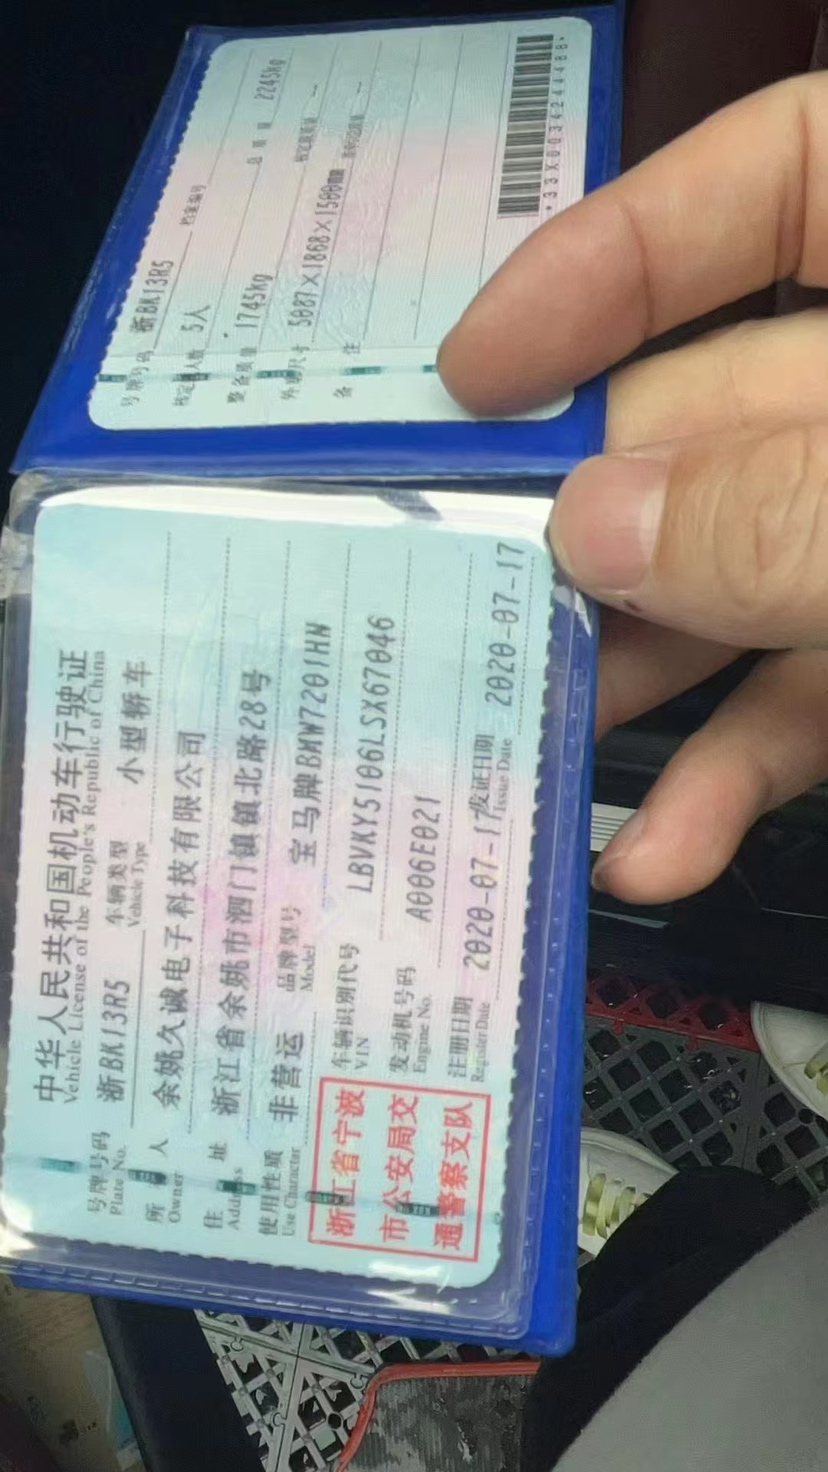 中华人民共和国机动车行驶证
Vehicle License of the People's Republic of China
号牌号码 浙BK13R5 车辆类型 小型轿车
Plate No. Vehicle Type
所有人 余姚久诚电子科技有限公司
Owner
住址 浙江省余姚市泗门镇镇北路28号
Address
使用性质 非营运 品牌型号 宝马牌BMW7201HN
Use Character Model
浙江省宁波
市公安局交
通警察支队
车辆识别代号 LBVKY5106LSX67046
VIN
发动机号码 A006E021
Engine No.
注册日期 2020-07-17 发证日期 2020-07-17
Register Date Issue Date
号牌号码 浙BK13R5 档案编号
核定人数 5人 总质量 2245kg
整备质量 1745kg 核定载质量 --
外廓尺寸 5087×1868×1500mm
备注
*33X0034244488*